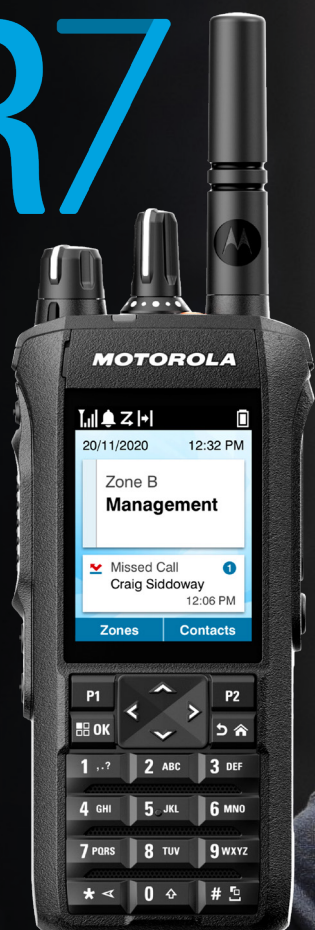 R7
MOTOROLA
20/11/2020 12:32 PM
Zone B
Management
Missed Call 1
Craig Siddoway
12:06 PM
Zones Contacts
P1 P2
OK
1 ,.? 2 ABC 3 DEF
4 GHI 5 JKL 6 MNO
7 PQRS 8 TUV 9 WXYZ
* 0 #